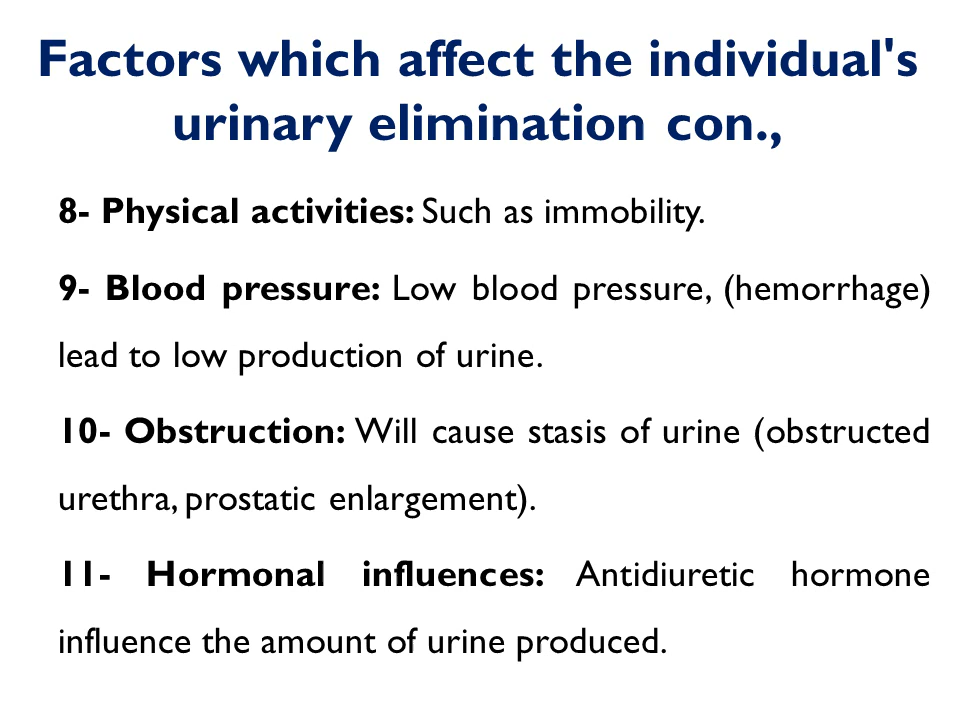 Factors which affect the individual's
urinary elimination con.,
8- Physical activities: Such as immobility.
9- Blood pressure: Low blood pressure, (hemorrhage)
lead to low production of urine.
10- Obstruction: Will cause stasis of urine (obstructed
urethra, prostatic enlargement).
11- Hormonal influences: Antidiuretic hormone
influence the amount of urine produced.